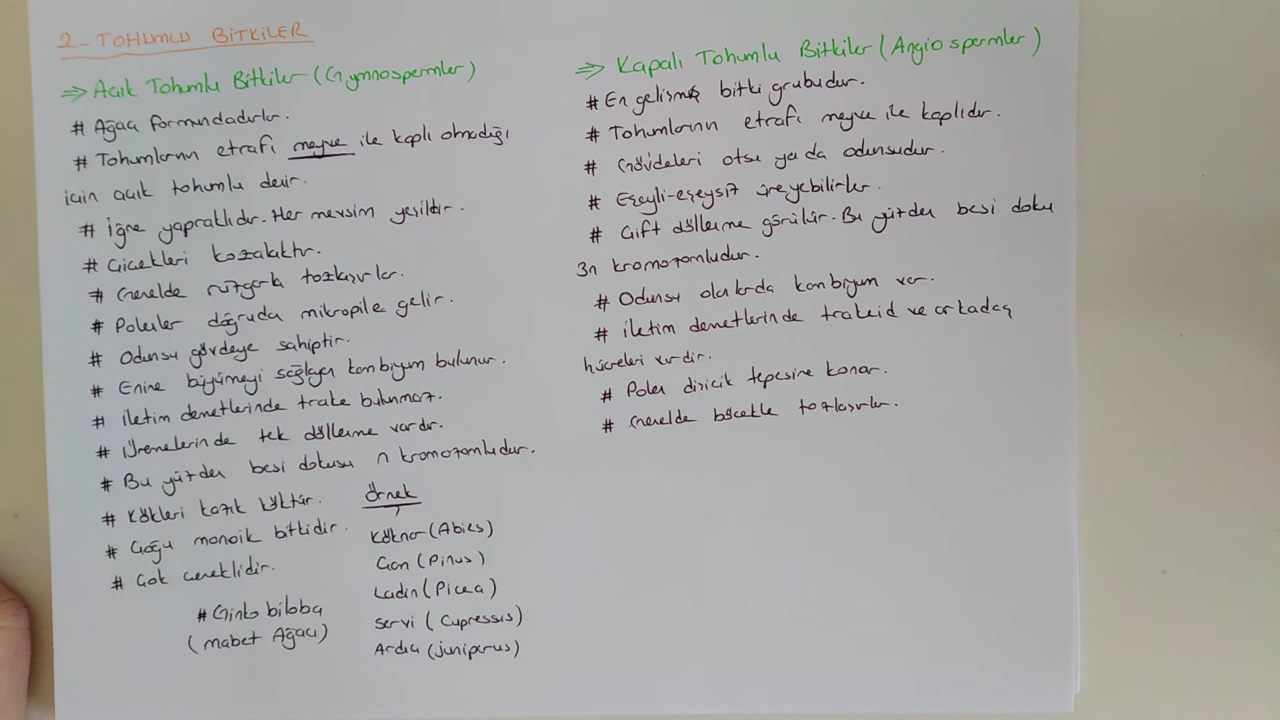 2-TOHUMLU BİTKİLER
⇒ Açık Tohumlu Bitkiler (Gymnospermler)
# Ağaç formundadırlar.
# Tohumlarının etrafı meyve ile kaplı olmadığı
için açık tohumlu denir.
# İğne yapraklıdır. Her mevsim yeşildir.
# Çiçekleri kozalaktır.
# Genelde rüzgarla tozlaşırlar.
# Polenler doğrudan mikropile gelir.
# Odunsu gövdeye sahiptir.
# Enine büyümeyi sağlayan kambiyum bulunur.
# İletim demetlerinde trake bulunmaz.
# Üremelerinde tek döllenme vardır.
# Bu yüzden besi dokusu n kromozomludur.
# Kökleri kazık köktür.
# Çoğu monoik bitkidir.
# Çok çeneklidir.
# Ginko biloba
(mabet Ağacı)
Örnek
Köknar (Abies)
Çam (Pinus)
Ladin (Picea)
Servi (Cupressis)
Ardıç (juniperus)
⇒ Kapalı Tohumlu Bitkiler (Angiospermler)
# En gelişmiş bitki grubudur.
# Tohumlarının etrafı meyve ile kaplıdır.
# Gövdeleri otsu ya da odunsudur.
# Eşeyli-eşeysiz üreyebilirler.
# Çift döllenme görülür. Bu yüzden besi doku
3n kromozomludur.
# Odunsu olanlarda kambiyum var.
# İletim demetlerinde trakeid ve arkadaş
hücreleri vardır.
# Polen dişicik tepesine konar.
# Genelde böcekle tozlaşırlar.